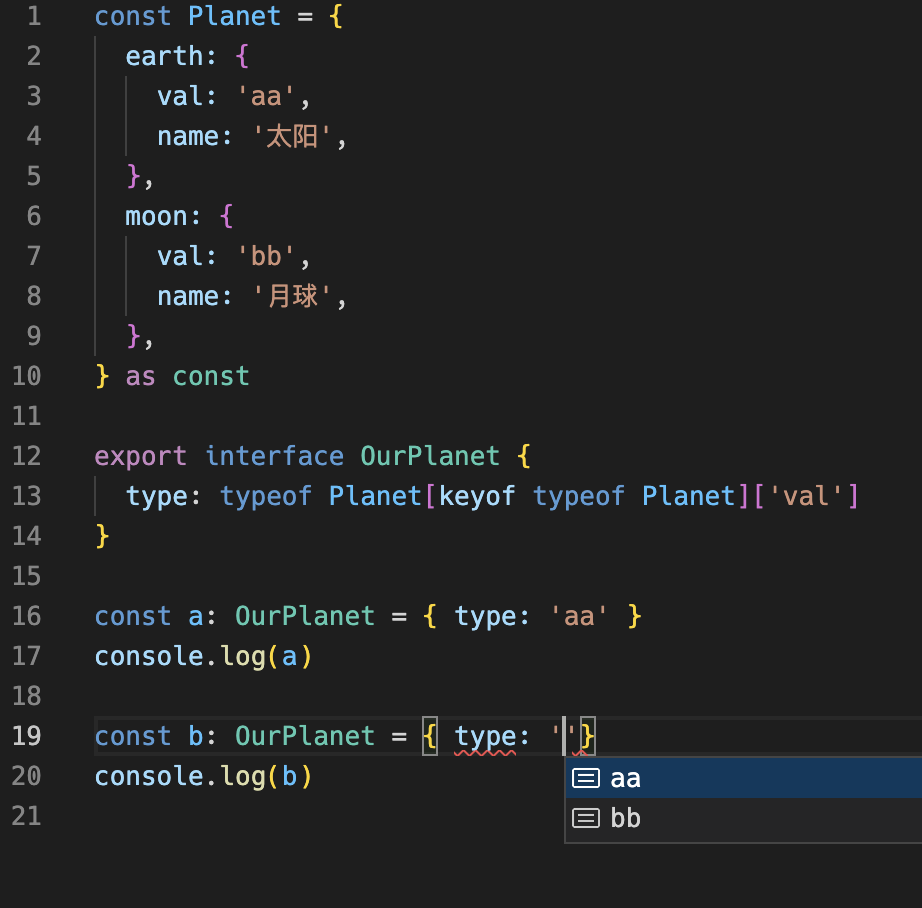 1 const Planet = {
2 earth: {
3 val: 'aa',
4 name: '太阳',
5 },
6 moon: {
7 val: 'bb',
8 name: '月球',
9 },
10 } as const
11
12 export interface OurPlanet {
13 type: typeof Planet[keyof typeof Planet]['val']
14 }
15
16 const a: OurPlanet = { type: 'aa' }
17 console.log(a)
18
19 const b: OurPlanet = { type: ''}
20 console.log(b)
aa
21
bb